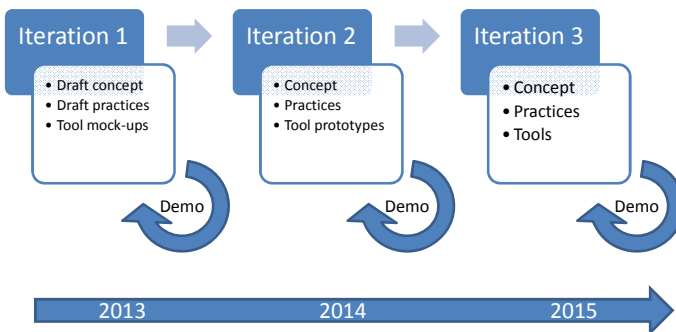 Iteration 1
• Draft concept
• Draft practices
• Tool mock-ups
Demo
Iteration 2
• Concept
• Practices
• Tool prototypes
Demo
Iteration 3
• Concept
• Practices
• Tools
Demo
2013
2014
2015